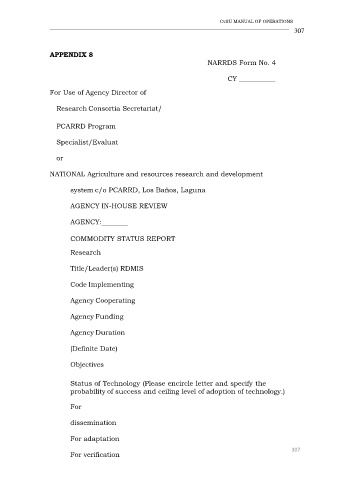 CvSU MANUAL OF OPERATIONS
307
APPENDIX 8
NARRDS Form No. 4
CY __________
For Use of Agency Director of
Research Consortia Secretariat/
PCARRD Program
Specialist/Evaluat
or
NATIONAL Agriculture and resources research and development
system c/o PCARRD, Los Baños, Laguna
AGENCY IN-HOUSE REVIEW
AGENCY:_______
COMMODITY STATUS REPORT
Research
Title/Leader(s) RDMIS
Code Implementing
Agency Cooperating
Agency Funding
Agency Duration
(Definite Date)
Objectives
Status of Technology (Please encircle letter and specify the
probability of success and ceiling level of adoption of technology.)
For
dissemination
For adaptation
For verification
307